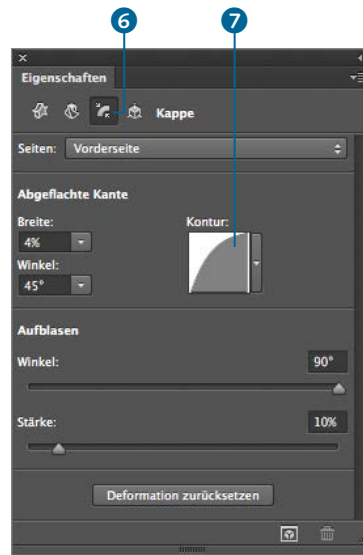 6 7
Eigenschaften
Kappe
Seiten: Vorderseite
Abgeflachte Kante
Breite: Kontur:
4%
Winkel:
45°
Aufblasen
Winkel: 90°
Stärke: 10%
Deformation zurücksetzen